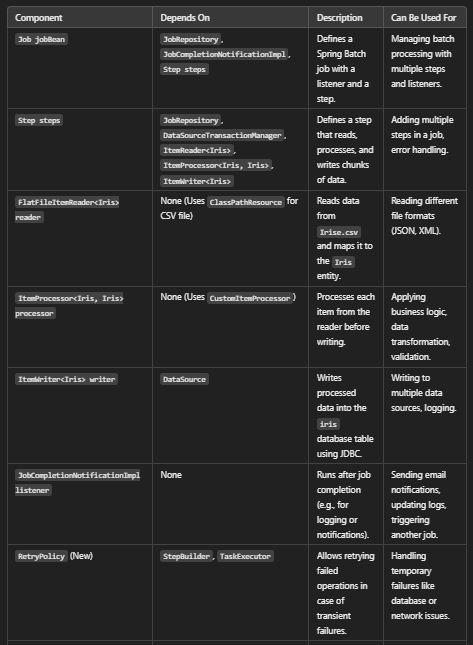 Component Depends On Description Can Be Used For
Job jobBean
JobRepository,
JobCompletionNotificationImpl,
Step steps
Defines a
Spring Batch
job with a
listener and a
step.
Managing batch
processing with
multiple steps
and listeners.
Step steps
JobRepository,
DataSourceTransactionManager,
ItemReader<Iris>,
ItemProcessor<Iris, Iris>,
ItemWriter<Iris>
Defines a step
that reads,
processes, and
writes chunks
of data.
Adding multiple
steps in a job,
error handling.
FlatFileItemReader<Iris>
reader
None (Uses ClassPathResource for
CSV file)
Reads data
from
Irise.csv
and maps it to
the Iris
entity.
Reading different
file formats
(JSON, XML).
ItemProcessor<Iris, Iris>
processor
None (Uses CustomItemProcessor)
Processes each
item from the
reader before
writing.
Applying
business logic,
data
transformation,
validation.
ItemWriter<Iris> writer
DataSource
Writes
processed
data into the
iris
database table
using JDBC.
Writing to
multiple data
sources, logging.
JobCompletionNotificationImpl
listener
None
Runs after job
completion
(e.g., for
logging or
notifications).
Sending email
notifications,
updating logs,
triggering
another job.
RetryPolicy (New)
StepBuilder, TaskExecutor
Allows retrying
failed
operations in
case of
transient
failures.
Handling
temporary
failures like
database or
network issues.